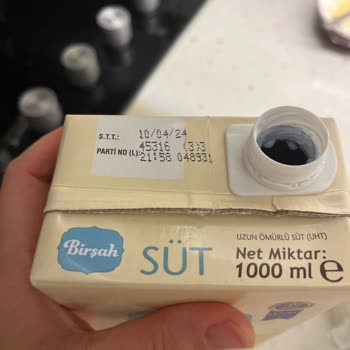 S.T.T.: 10/04/24
PARTİ NO (L): 45316 (3)3
21:58 048931
Birşah
SÜT
UZUN ÖMÜRLÜ SÜT (UHT)
Net Miktar:
1000 ml e